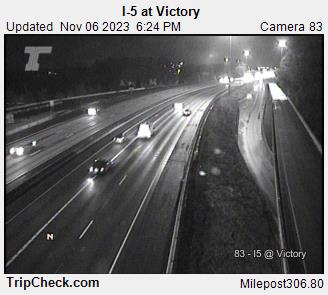 I-5 at Victory
Updated Nov 06 2023 6:24 PM Camera 83
T
N
83 - I5 @ Victory
TripCheck.com Milepost306.80